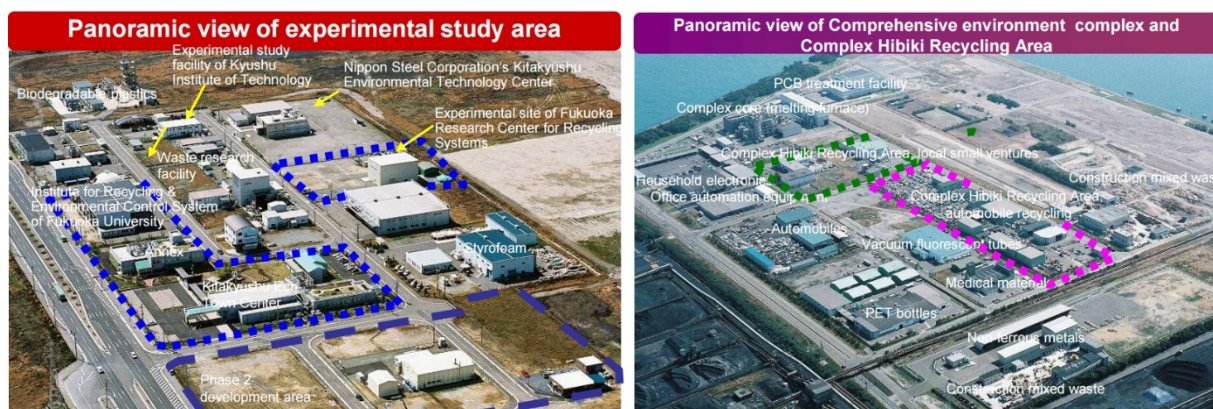 Panoramic view of experimental study area
Experimental study
facility of Kyushu
Institute of Technology
Nippon Steel Corporation's Kitakyushu
Environmental Technology Center
Biodegradable plastics
Experimental site of Fukuoka
Research Center for Recycling
Systems
Waste research
facility
Institute for Recycling &
Environmental Control System
of Fukuoka University
Annex
Styrofoam
Kitakyushu Eco-
Town Center
Phase 2
development area
Panoramic view of Comprehensive environment complex and
Complex Hibiki Recycling Area
PCB treatment facility
Complex core (melting furnace)
Complex Hibiki Recycling Area, local small ventures
Household electronic
Office automation
Construction mixed was
Complex Hibiki Recycling Area,
automobile recycling
Automobiles
Vacuum fluorescent tubes
Medical material
PET bottles
Non-ferrous metals
Construction mixed waste